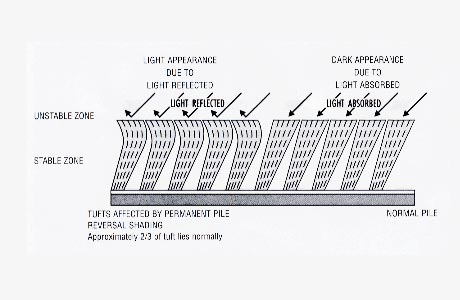 LIGHT APPEARANCE
DUE TO
LIGHT REFLECTED
DARK APPEARANCE
DUE TO
LIGHT ABSORBED
LIGHT REFLECTED
LIGHT ABSORBED
UNSTABLE ZONE
STABLE ZONE
TUFTS AFFECTED BY PERMANENT PILE
REVERSAL SHADING
Approximately 2/3 of tuft lies normally
NORMAL PILE